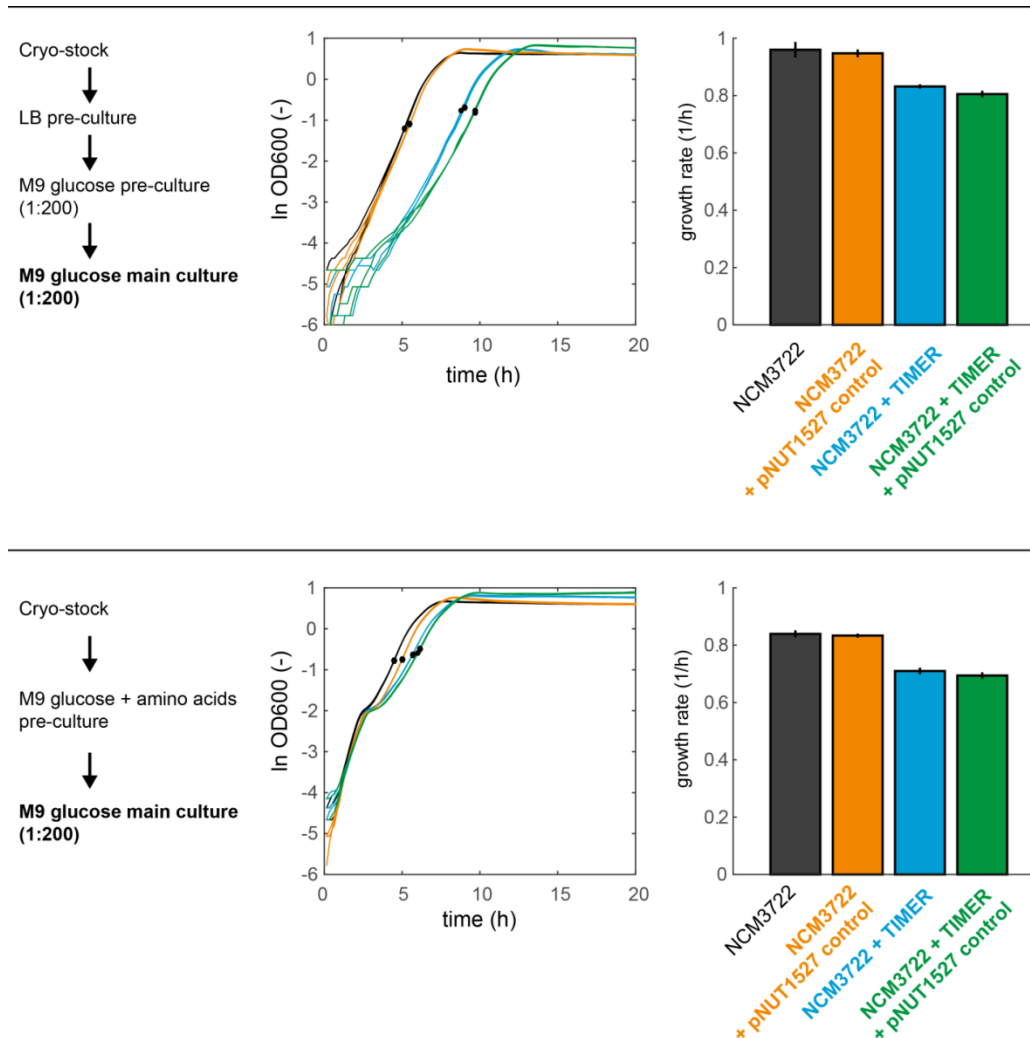 Cryo-stock
LB pre-culture
M9 glucose pre-culture
(1:200)
M9 glucose main culture
(1:200)
ln OD600 (-)
1
0
-1
-2
-3
-4
-5
-6
0
5
10
15
20
time (h)
growth rate (1/h)
1
0.8
0.6
0.4
0.2
0
NCM3722
NCM3722
+ pNUT1527 control
NCM3722 + TIMER
NCM3722 + TIMER
+ pNUT1527 control
Cryo-stock
M9 glucose + amino acids
pre-culture
M9 glucose main culture
(1:200)
ln OD600 (-)
1
0
-1
-2
-3
-4
-5
-6
0
5
10
15
20
time (h)
growth rate (1/h)
1
0.8
0.6
0.4
0.2
0
NCM3722
NCM3722
+ pNUT1527 control
NCM3722 + TIMER
NCM3722 + TIMER
+ pNUT1527 control